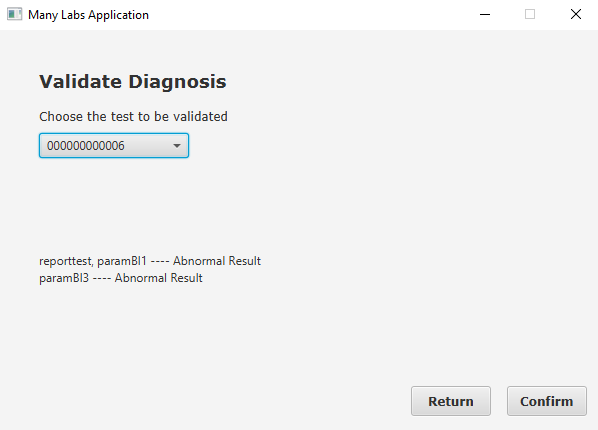 Many Labs Application
Validate Diagnosis
Choose the test to be validated
000000000006
reporttest, paramBl1 ---- Abnormal Result
paramBl3 ---- Abnormal Result
Return
Confirm